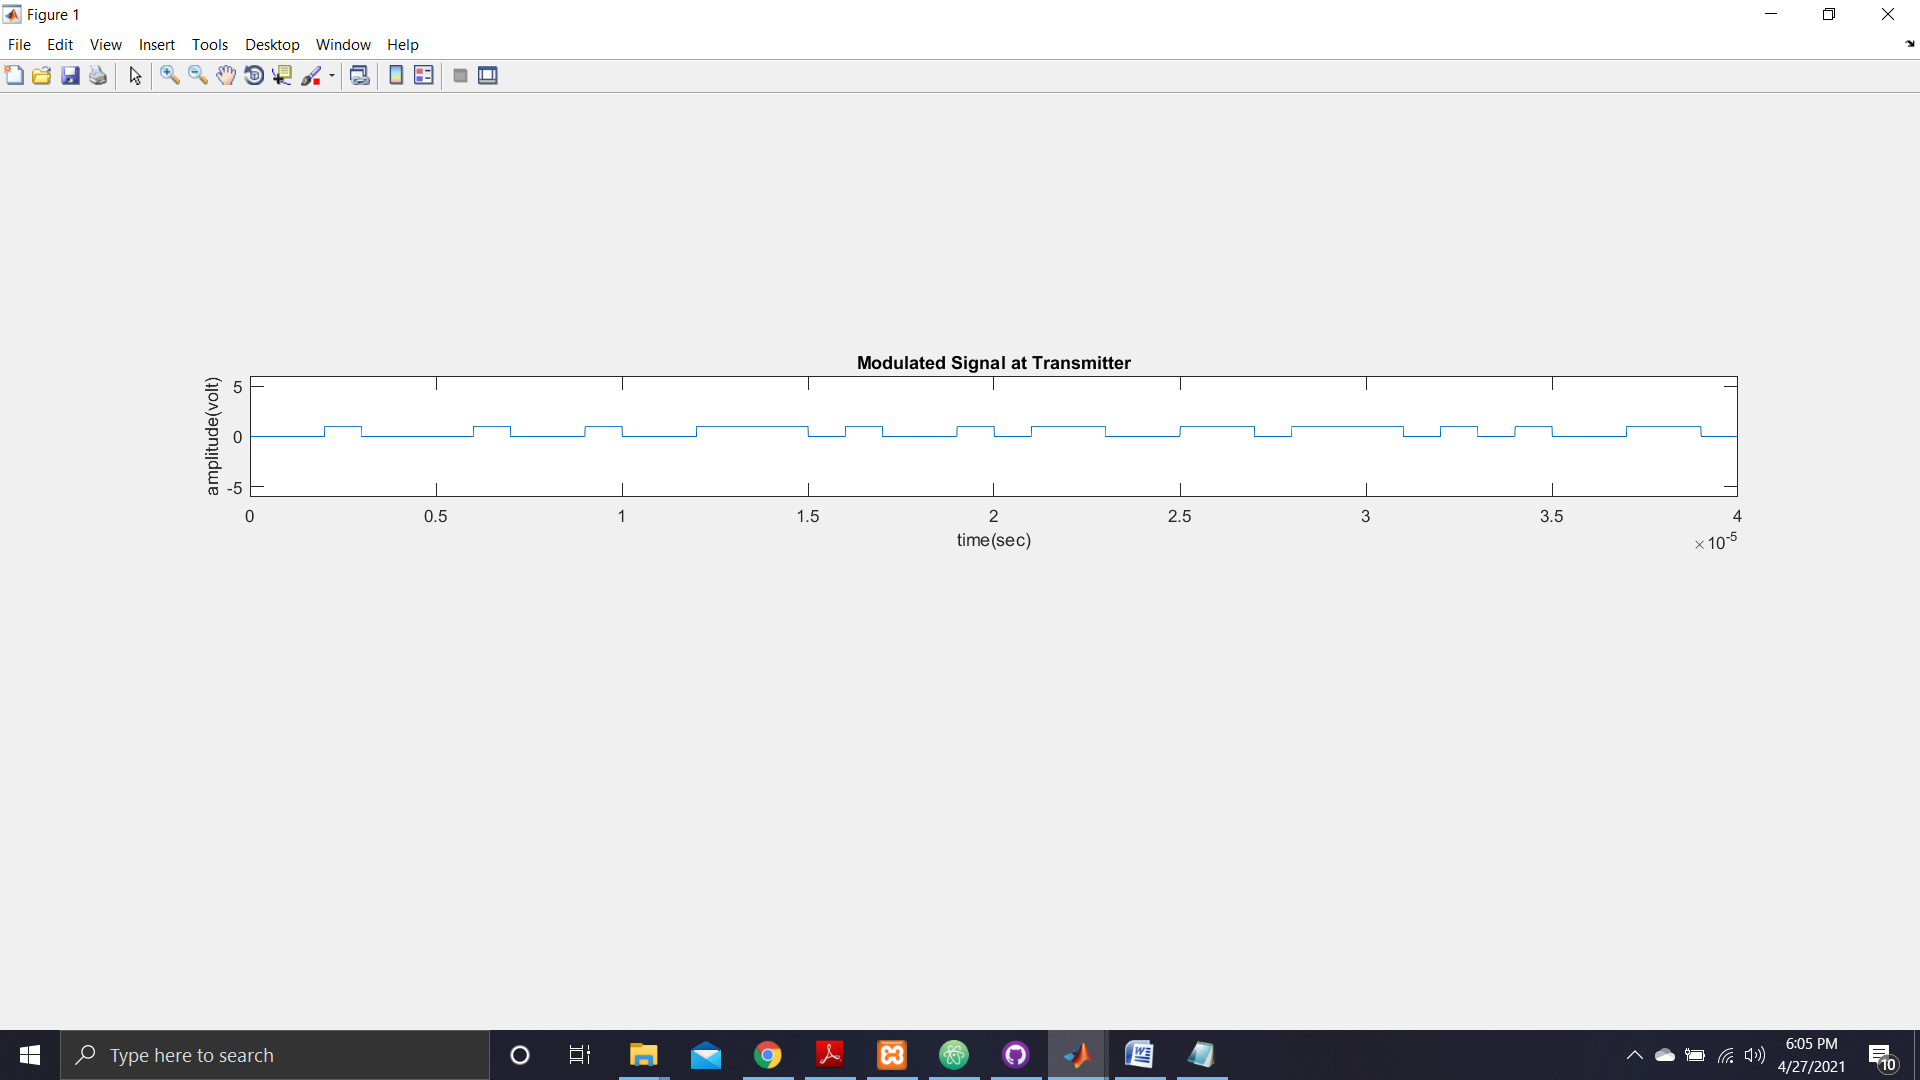 Figure 1
File Edit View Insert Tools Desktop Window Help
Modulated Signal at Transmitter
amplitude(volt)
5
0
-5
0 0.5 1 1.5 2 2.5 3 3.5 4
time(sec)
×10-5
Type here to search
6:05 PM
4/27/2021
10